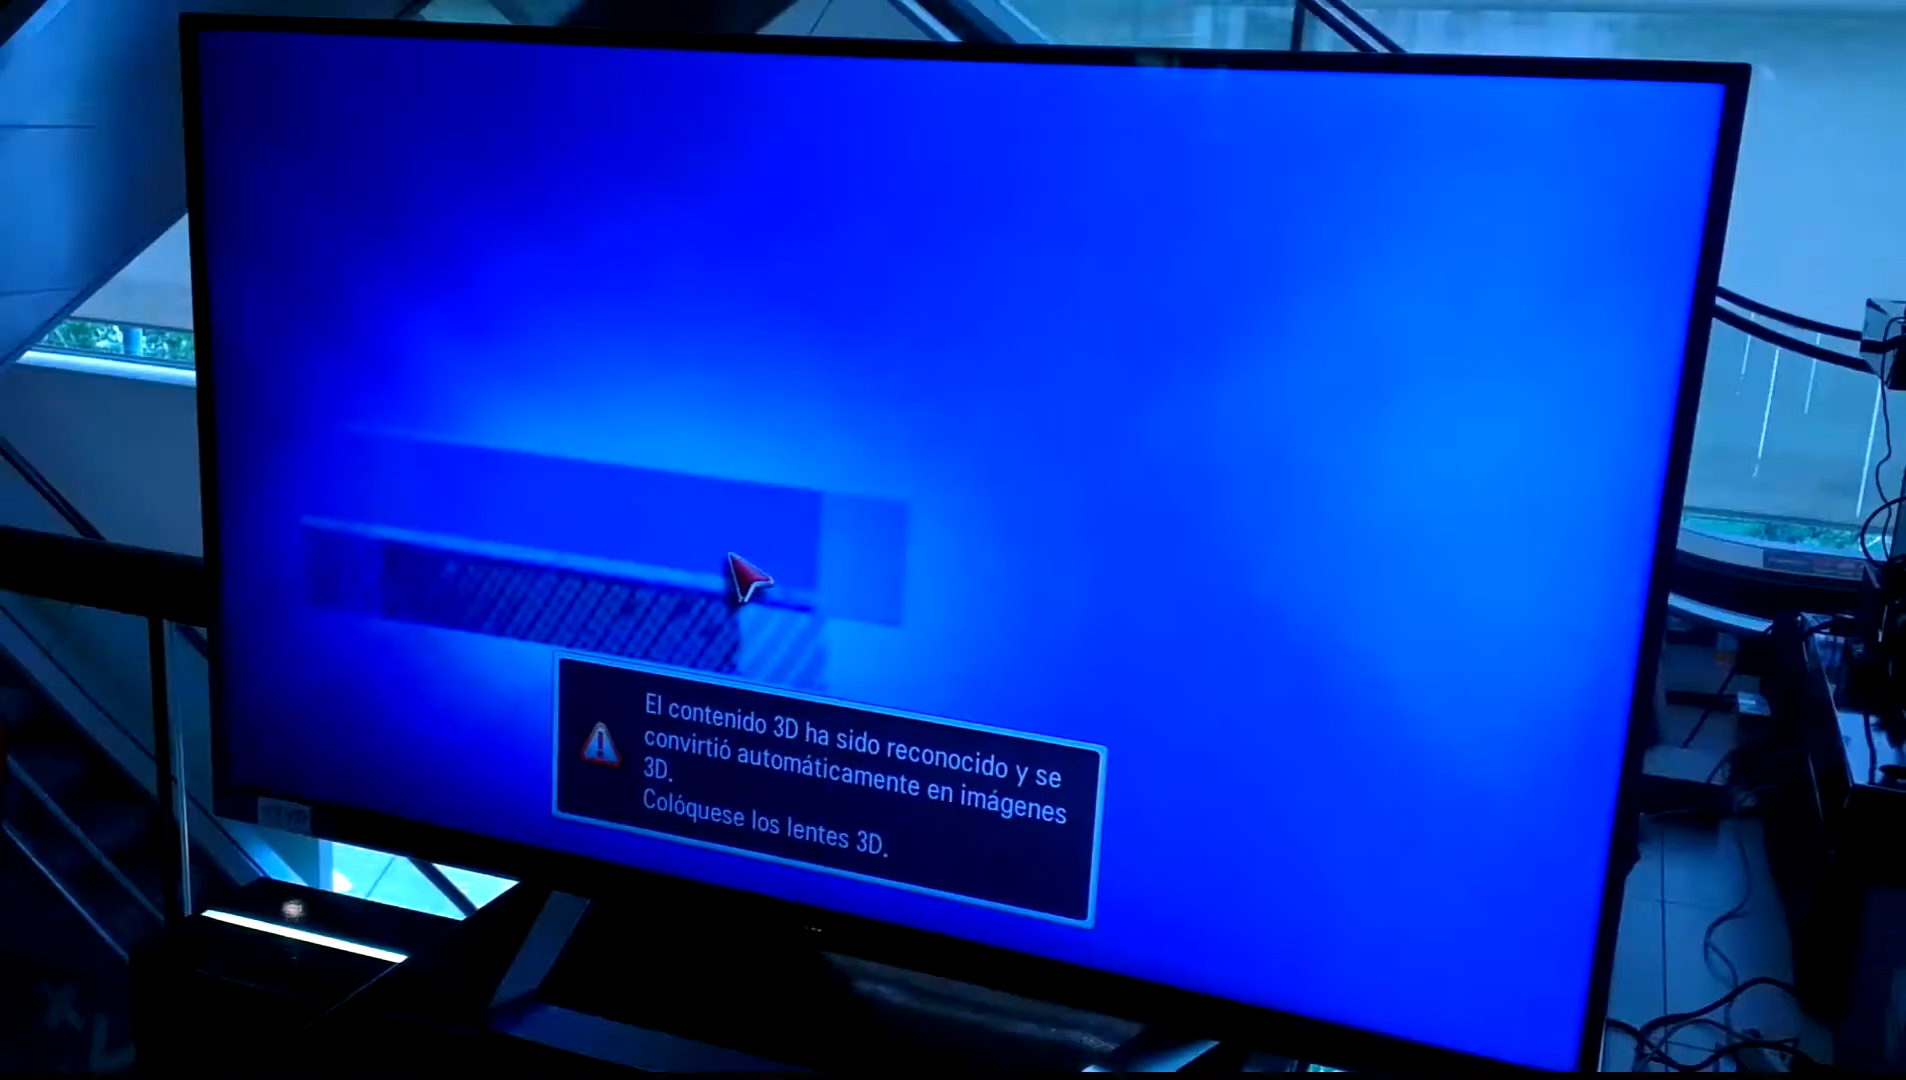 El contenido 3D ha sido reconocido y se
convirtió automáticamente en imágenes
3D.
Colóquese los lentes 3D.